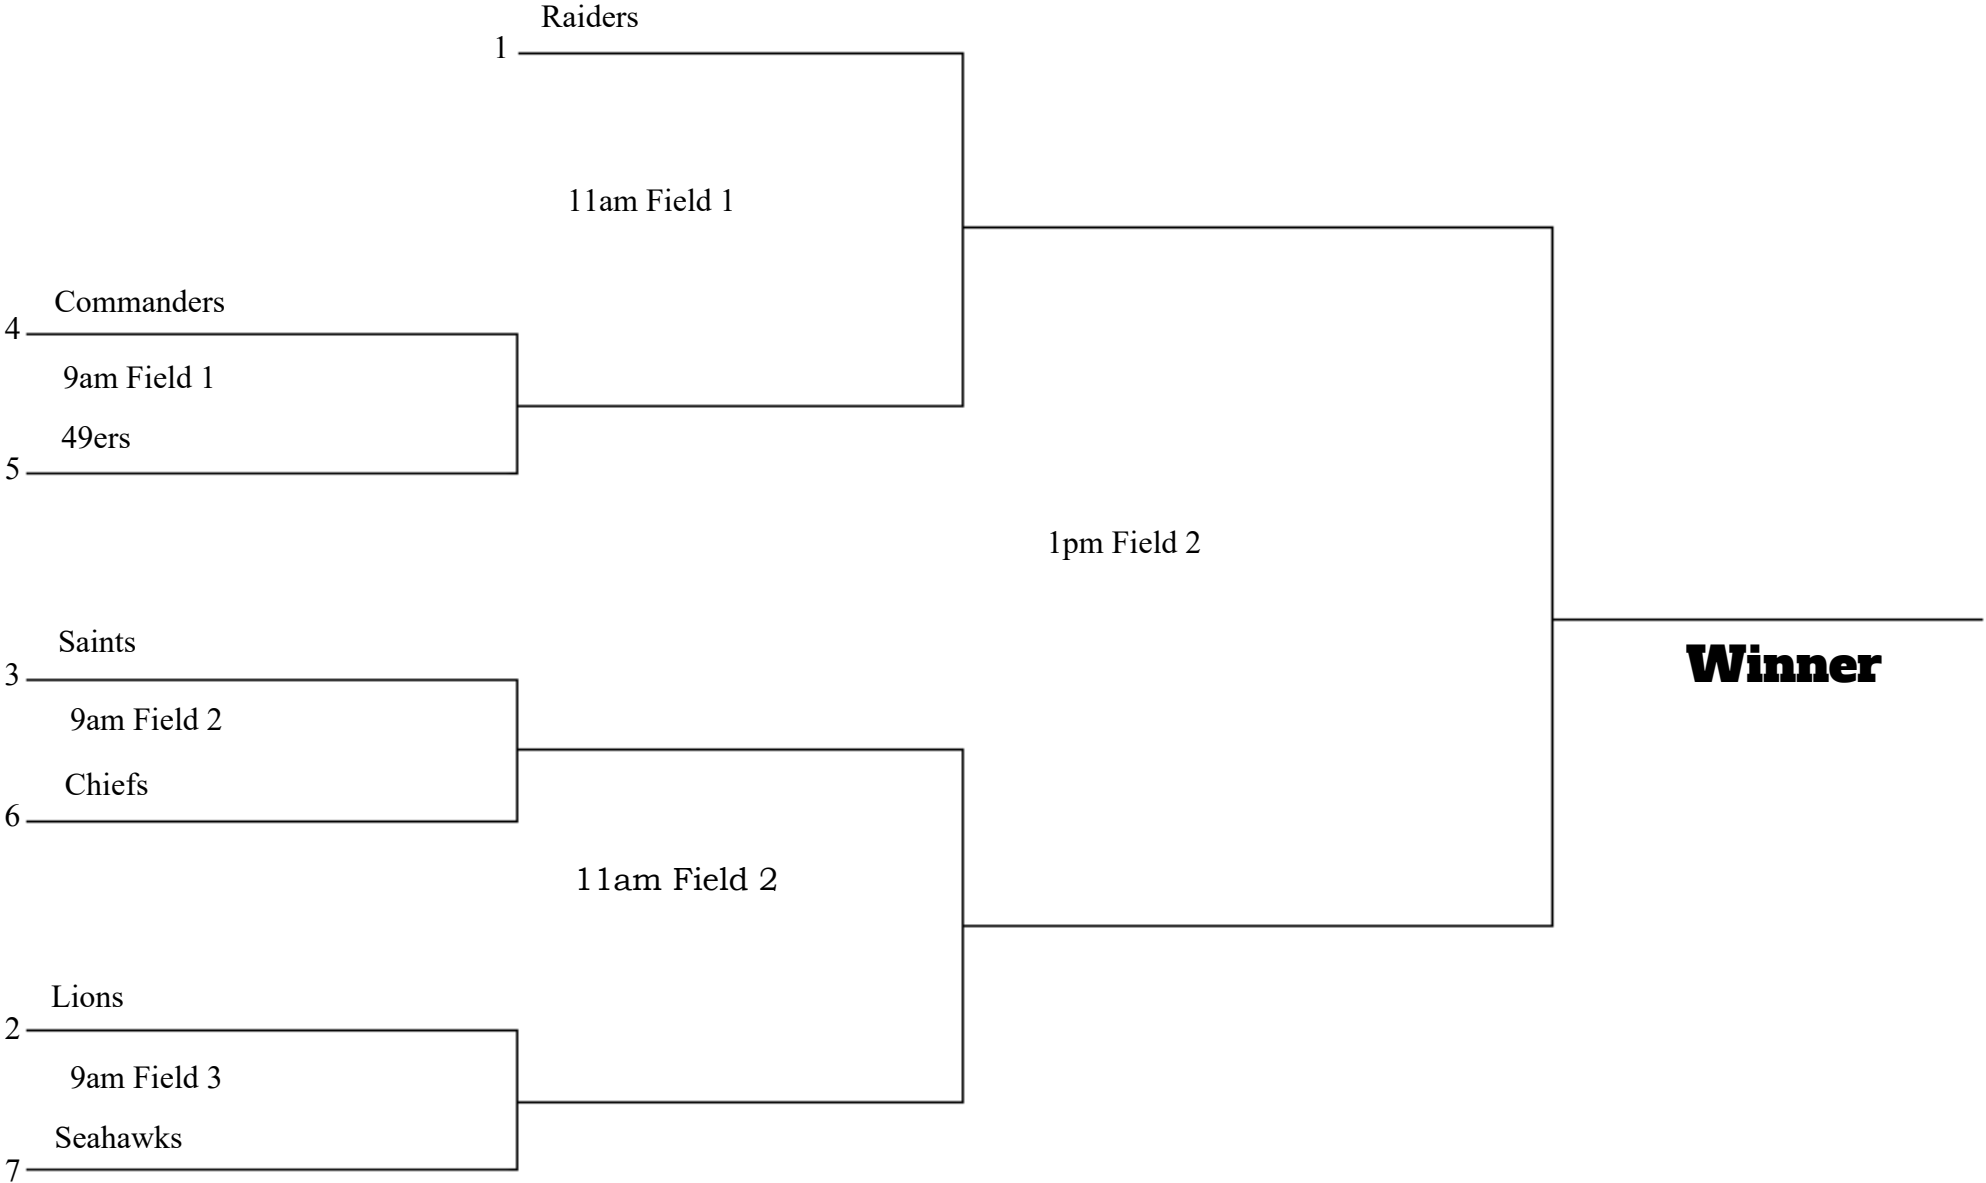 Raiders
1
11am Field 1
Commanders
4
9am Field 1
49ers
5
1pm Field 2
Winner
Saints
3
9am Field 2
Chiefs
6
11am Field 2
Lions
2
9am Field 3
Seahawks
7